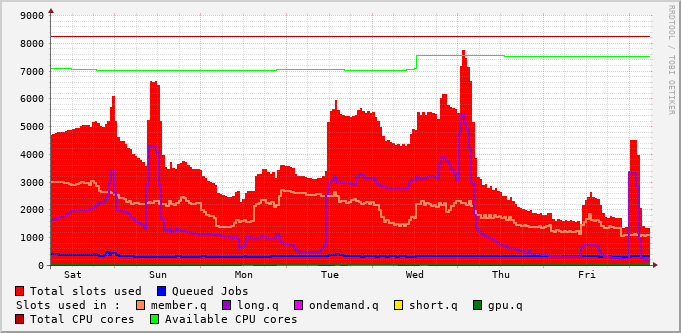 9000
8000
7000
6000
5000
4000
3000
2000
1000
0
Sat Sun Mon Tue Wed Thu Fri
RRDTOOL / TOBI OETIKER
Total slots used Queued Jobs
Slots used in : member.q long.q ondemand.q short.q gpu.q
Total CPU cores Available CPU cores